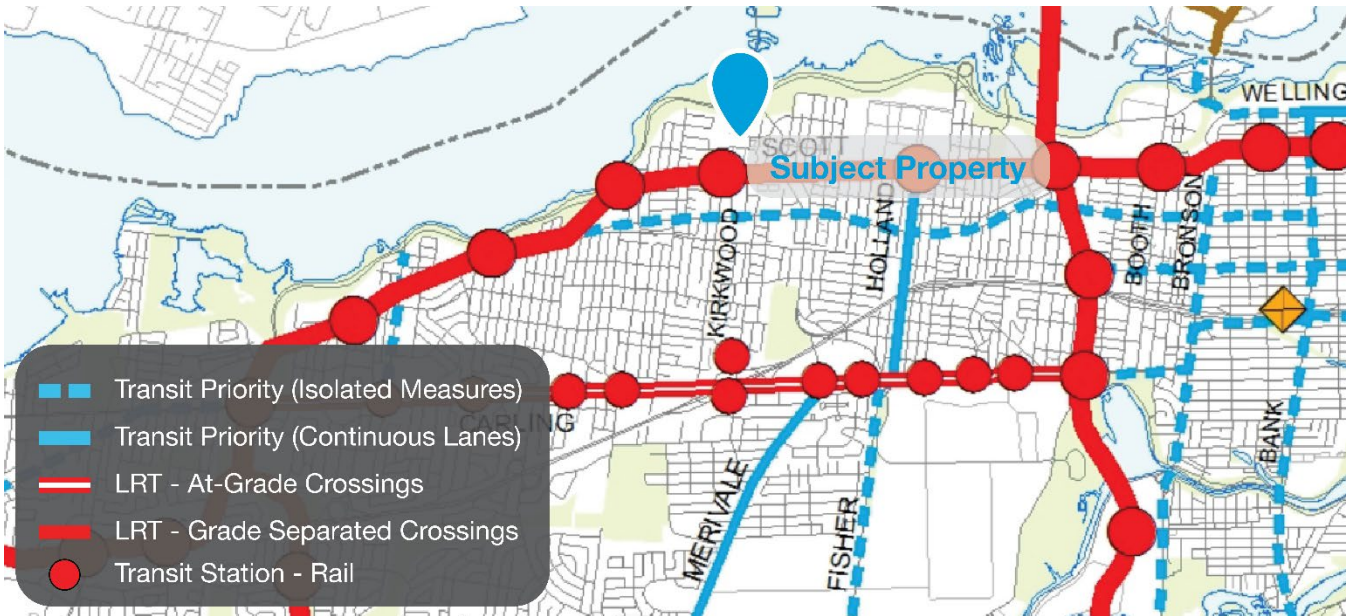 WELLING
SCOTT
Subject Property
KIRKWOOD
HOLLAND
BOOTH
BRONSON
Transit Priority (Isolated Measures)
CARLING
Transit Priority (Continuous Lanes)
BANK
LRT - At-Grade Crossings
MERIVALE
FISHER
LRT - Grade Separated Crossings
Transit Station - Rail